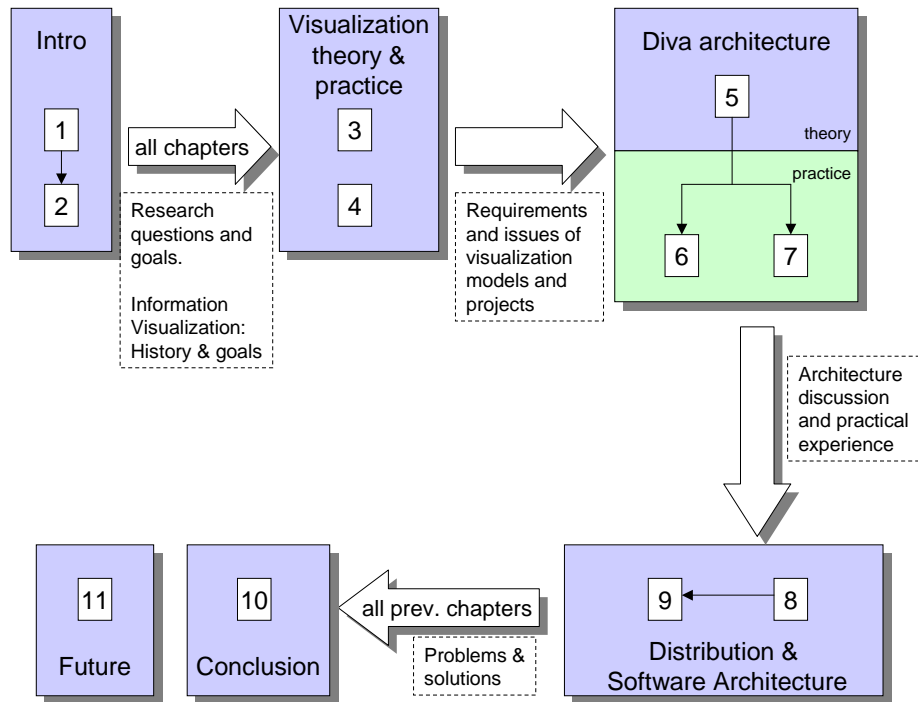 Intro
1
2
all chapters
Research
questions and
goals.
Information
Visualization:
History & goals
Visualization
theory &
practice
3
4
Requirements
and issues of
visualization
models and
projects
Diva architecture
5
theory
practice
6
7
Architecture
discussion
and practical
experience
9
8
Distribution &
Software Architecture
all prev. chapters
Problems &
solutions
10
Conclusion
11
Future